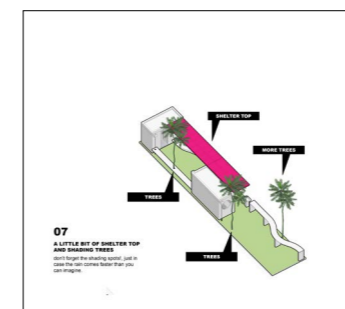 SHELTER TOP
MORE TREES
TREES
TREES
07
A LITTLE BIT OF SHELTER TOP
AND SHADING TREES
don't forget the shading spots!, just in
case the rain comes faster than you
can imagine.